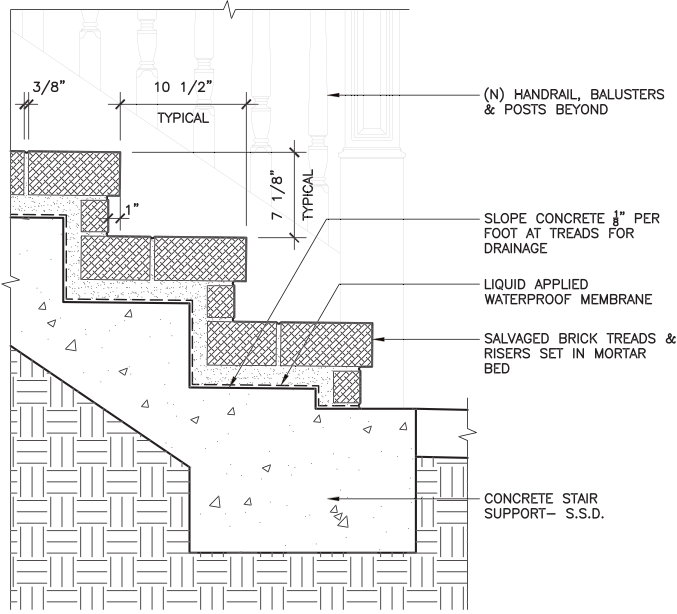 3/8"
10 1/2"
TYPICAL
(N) HANDRAIL, BALUSTERS
& POSTS BEYOND
7 1/8"
TYPICAL
1"
SLOPE CONCRETE 1/8" PER
FOOT AT TREADS FOR
DRAINAGE
LIQUID APPLIED
WATERPROOF MEMBRANE
SALVAGED BRICK TREADS &
RISERS SET IN MORTAR
BED
CONCRETE STAIR
SUPPORT– S.S.D.